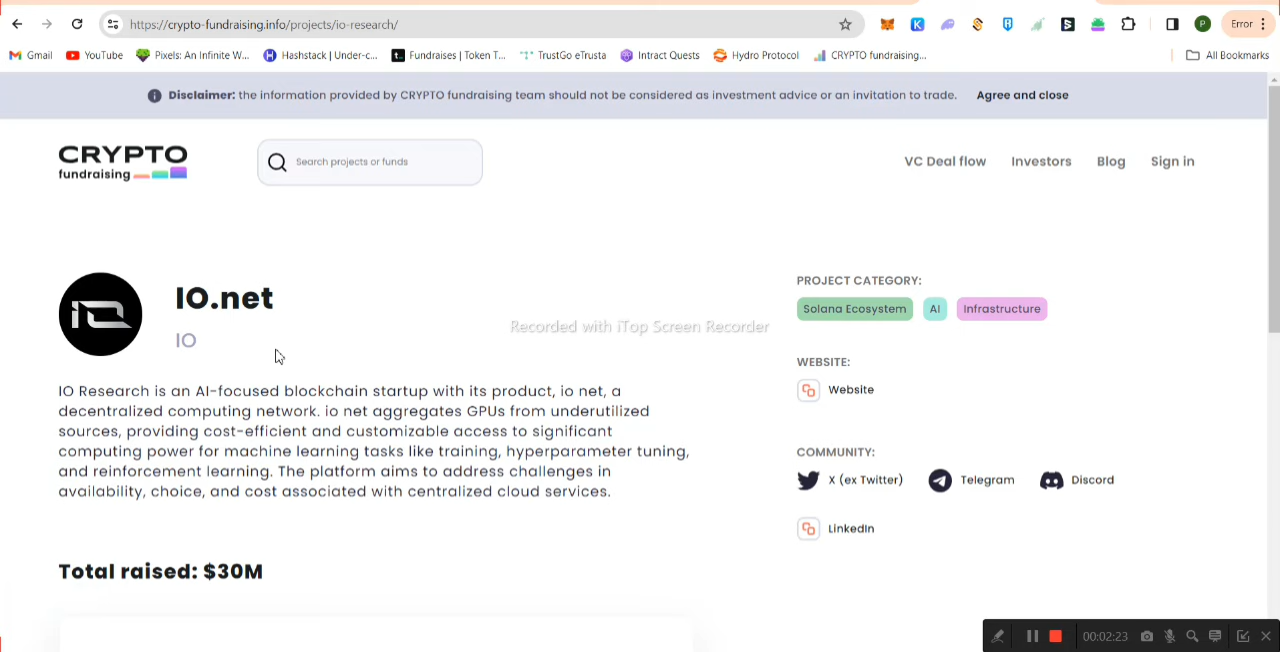 https://crypto-fundraising.info/projects/io-research/
P
Error
Gmail
YouTube
Pixels: An Infinite W...
Hashstack | Under-c...
Fundraises | Token T...
TrustGo eTrusta
Intract Quests
Hydro Protocol
CRYPTO fundraising...
All Bookmarks
Disclaimer: the information provided by CRYPTO fundraising team should not be considered as investment advice or an invitation to trade. Agree and close
CRYPTO
fundraising
Search projects or funds
VC Deal flow
Investors
Blog
Sign in
IO.net
IO
IO Research is an AI-focused blockchain startup with its product, io net, a
decentralized computing network. io net aggregates GPUs from underutilized
sources, providing cost-efficient and customizable access to significant
computing power for machine learning tasks like training, hyperparameter tuning,
and reinforcement learning. The platform aims to address challenges in
availability, choice, and cost associated with centralized cloud services.
Total raised: $30M
Recorded with iTop Screen Recorder
PROJECT CATEGORY:
Solana Ecosystem
AI
Infrastructure
WEBSITE:
Website
COMMUNITY:
X (ex Twitter)
Telegram
Discord
LinkedIn
00:02:23